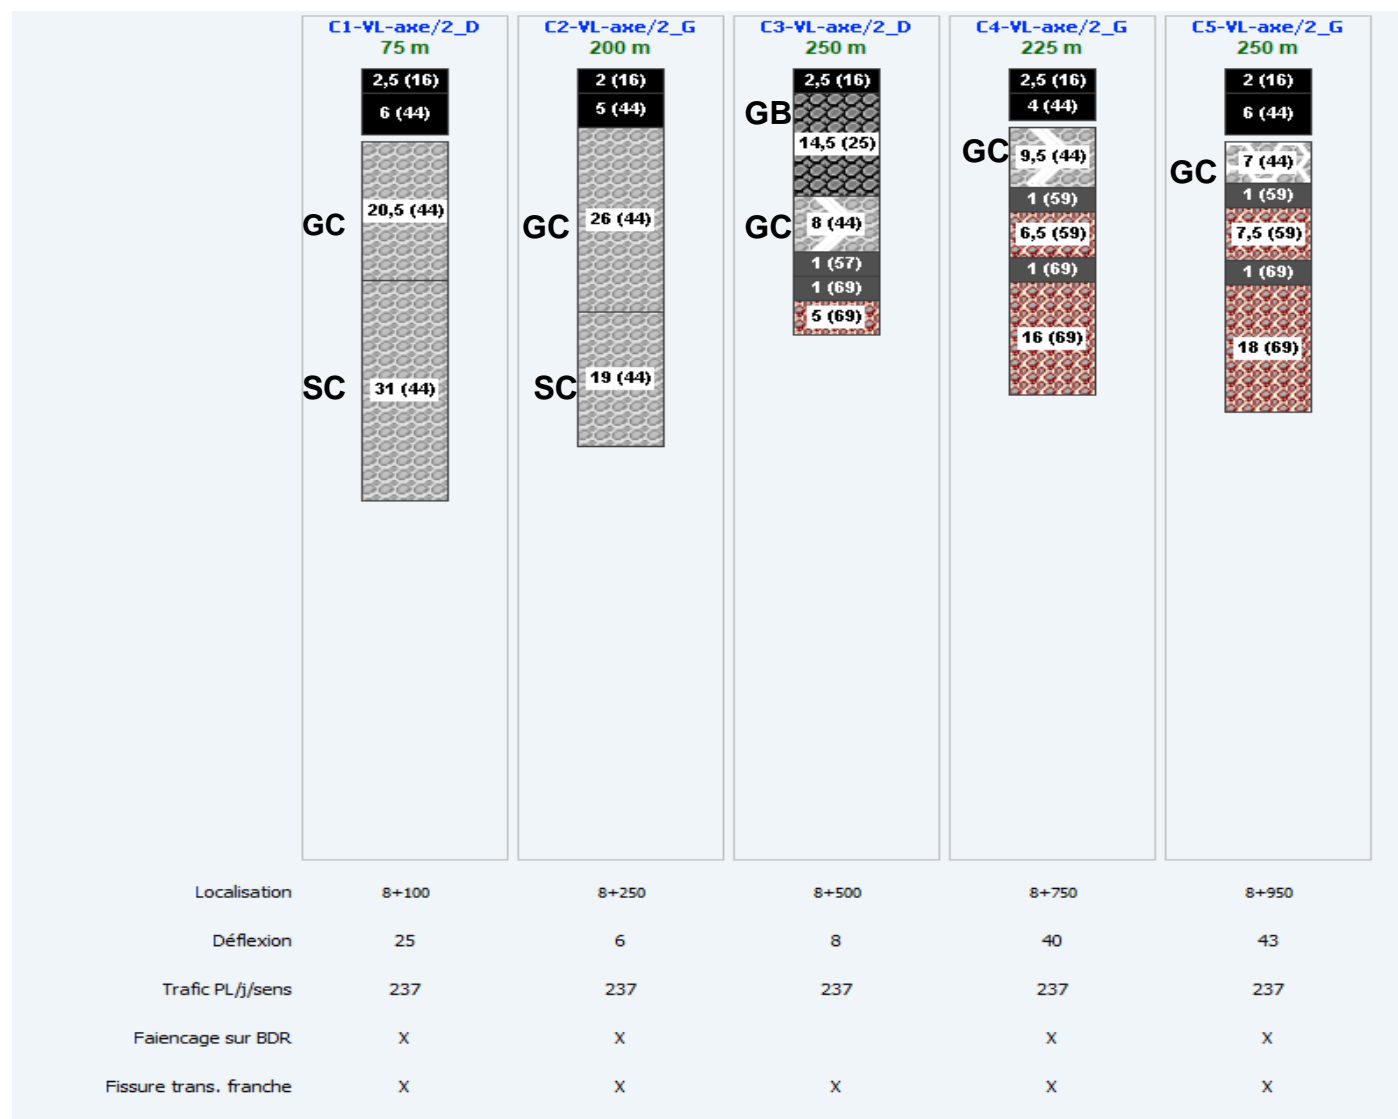 C1-VL-axe/2_D
75 m
2,5 (16)
6 (44)
GC
20,5 (44)
SC
31 (44)
C2-VL-axe/2_G
200 m
2 (16)
5 (44)
GC
26 (44)
SC
19 (44)
C3-VL-axe/2_D
250 m
2,5 (16)
GB
14,5 (25)
GC
8 (44)
1 (57)
1 (69)
5 (69)
C4-VL-axe/2_G
225 m
2,5 (16)
4 (44)
GC
9,5 (44)
1 (59)
6,5 (59)
1 (69)
16 (69)
C5-VL-axe/2_G
250 m
2 (16)
6 (44)
GC
7 (44)
1 (59)
7,5 (59)
1 (69)
18 (69)
Localisation 8+100 8+250 8+500 8+750 8+950
Déflexion 25 6 8 40 43
Trafic PL/j/sens 237 237 237 237 237
Faiencage sur BDR X X X X
Fissure trans. franche X X X X X